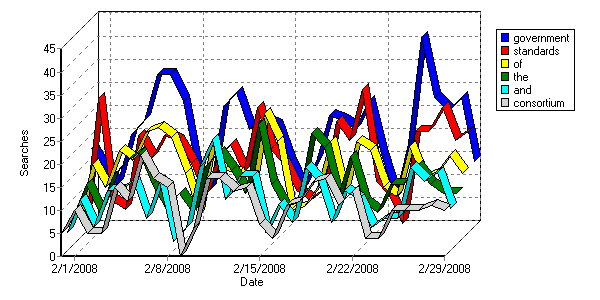 45
40
35
30
25
20
15
10
5
0
Searches
2/1/2008 2/8/2008 2/15/2008 2/22/2008 2/29/2008
Date
government
standards
of
the
and
consortium